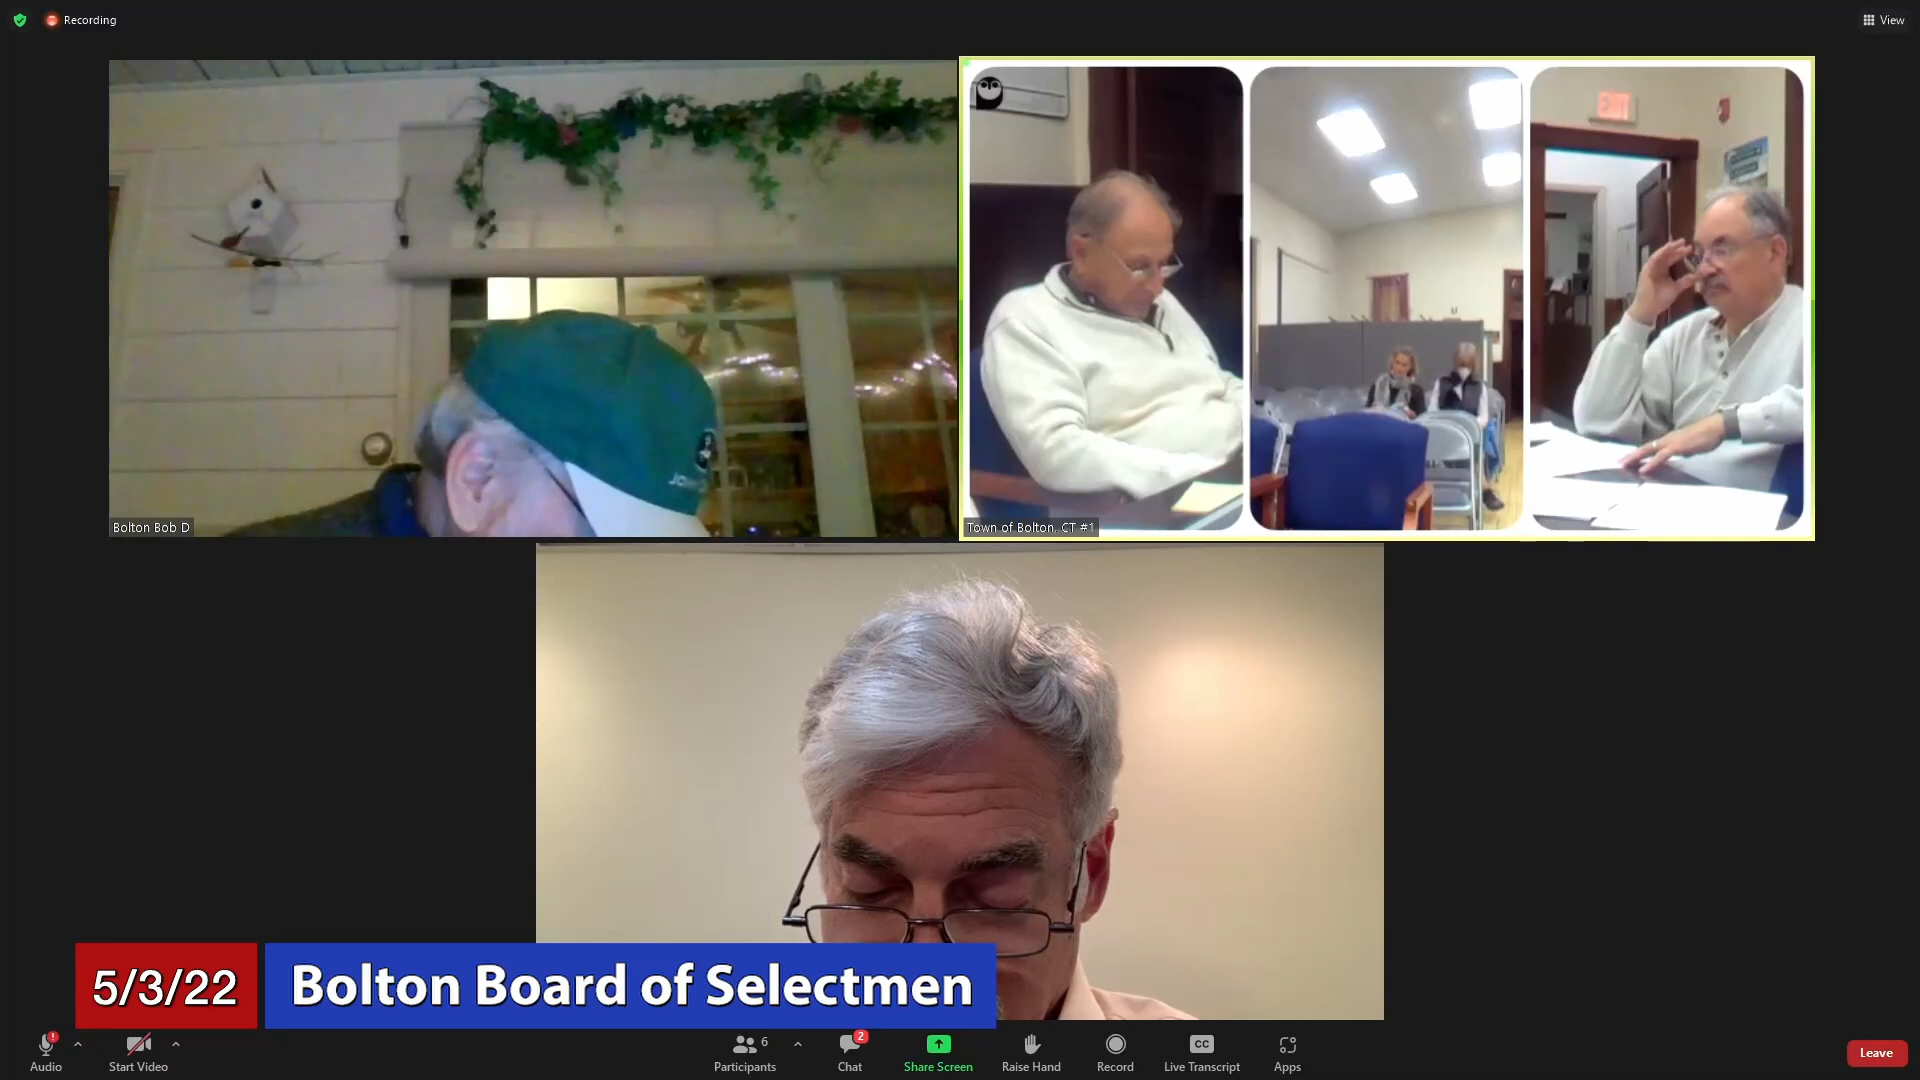 Recording
View
EXIT
Bolton Bob D
Town of Bolton, CT #1
5/3/22
Bolton Board of Selectmen
6
2
Audio
Start Video
Participants
Chat
Share Screen
Raise Hand
Record
CC
Live Transcript
Apps
Leave